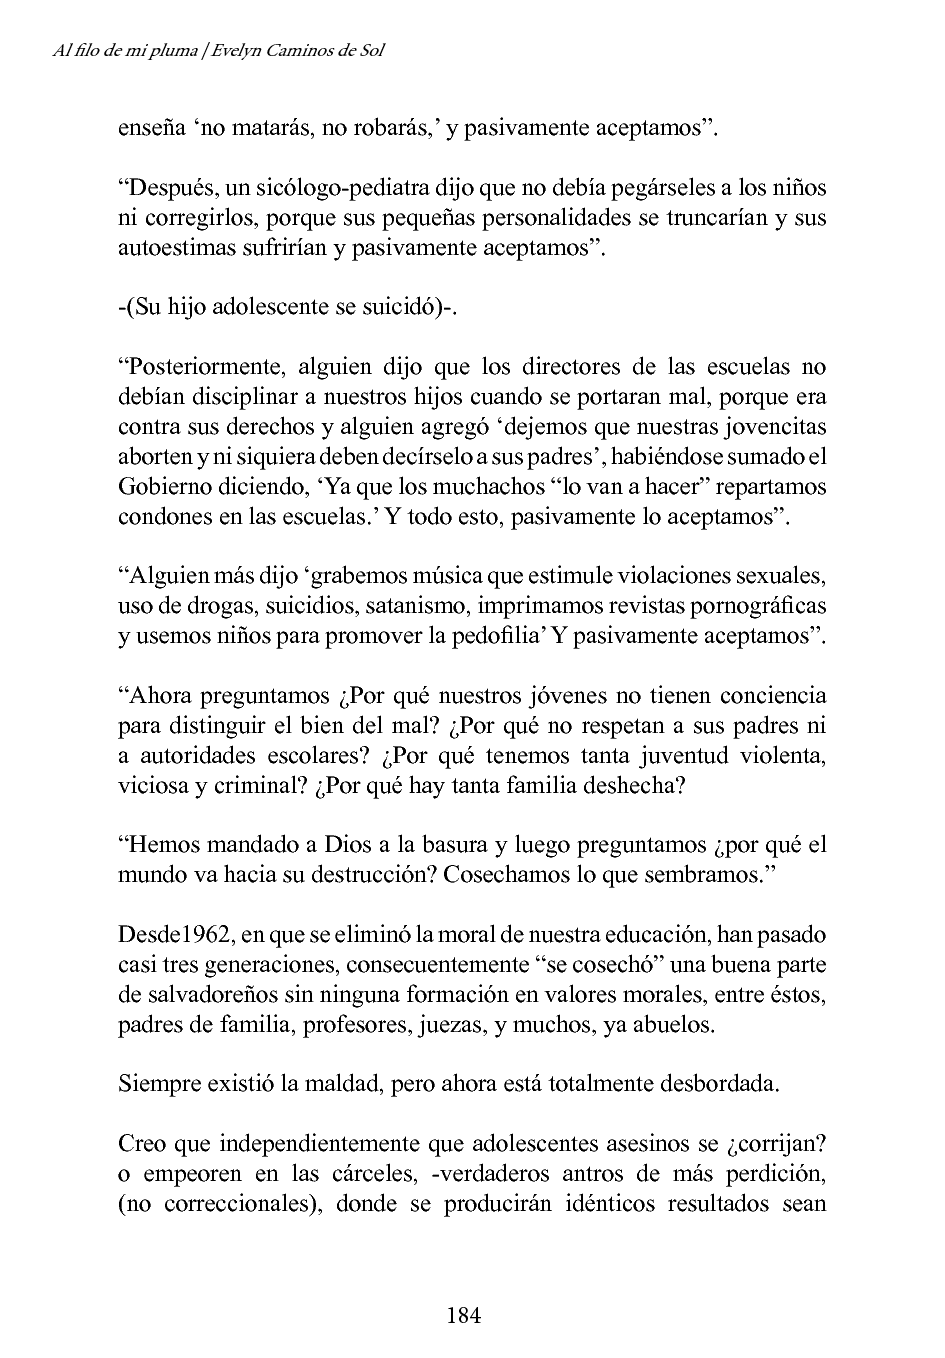 Al filo de mi pluma | Evelyn Caminos de Sol
enseña ‘no matarás, no robarás,’ y pasivamente aceptamos”.
“Después, un sicólogo-pediatra dijo que no debía pegárseles a los niños
ni corregirlos, porque sus pequeñas personalidades se truncarían y sus
autoestimas sufrirían y pasivamente aceptamos”.
-(Su hijo adolescente se suicidó)-.
“Posteriormente, alguien dijo que los directores de las escuelas no
debían disciplinar a nuestros hijos cuando se portaran mal, porque era
contra sus derechos y alguien agregó ‘dejemos que nuestras jovencitas
aborten y ni siquiera deben decírselo a sus padres’, habiéndose sumado el
Gobierno diciendo, ‘Ya que los muchachos “lo van a hacer” repartamos
condones en las escuelas.’ Y todo esto, pasivamente lo aceptamos”.
“Alguien más dijo ‘grabemos música que estimule violaciones sexuales,
uso de drogas, suicidios, satanismo, imprimamos revistas pornográficas
y usemos niños para promover la pedofilia’ Y pasivamente aceptamos”.
“Ahora preguntamos ¿Por qué nuestros jóvenes no tienen conciencia
para distinguir el bien del mal? ¿Por qué no respetan a sus padres ni
a autoridades escolares? ¿Por qué tenemos tanta juventud violenta,
viciosa y criminal? ¿Por qué hay tanta familia deshecha?
“Hemos mandado a Dios a la basura y luego preguntamos ¿por qué el
mundo va hacia su destrucción? Cosechamos lo que sembramos.”
Desde1962, en que se eliminó la moral de nuestra educación, han pasado
casi tres generaciones, consecuentemente “se cosechó” una buena parte
de salvadoreños sin ninguna formación en valores morales, entre éstos,
padres de familia, profesores, juezas, y muchos, ya abuelos.
Siempre existió la maldad, pero ahora está totalmente desbordada.
Creo que independientemente que adolescentes asesinos se ¿corrijan?
o empeoren en las cárceles, -verdaderos antros de más perdición,
(no correccionales), donde se producirán idénticos resultados sean
184